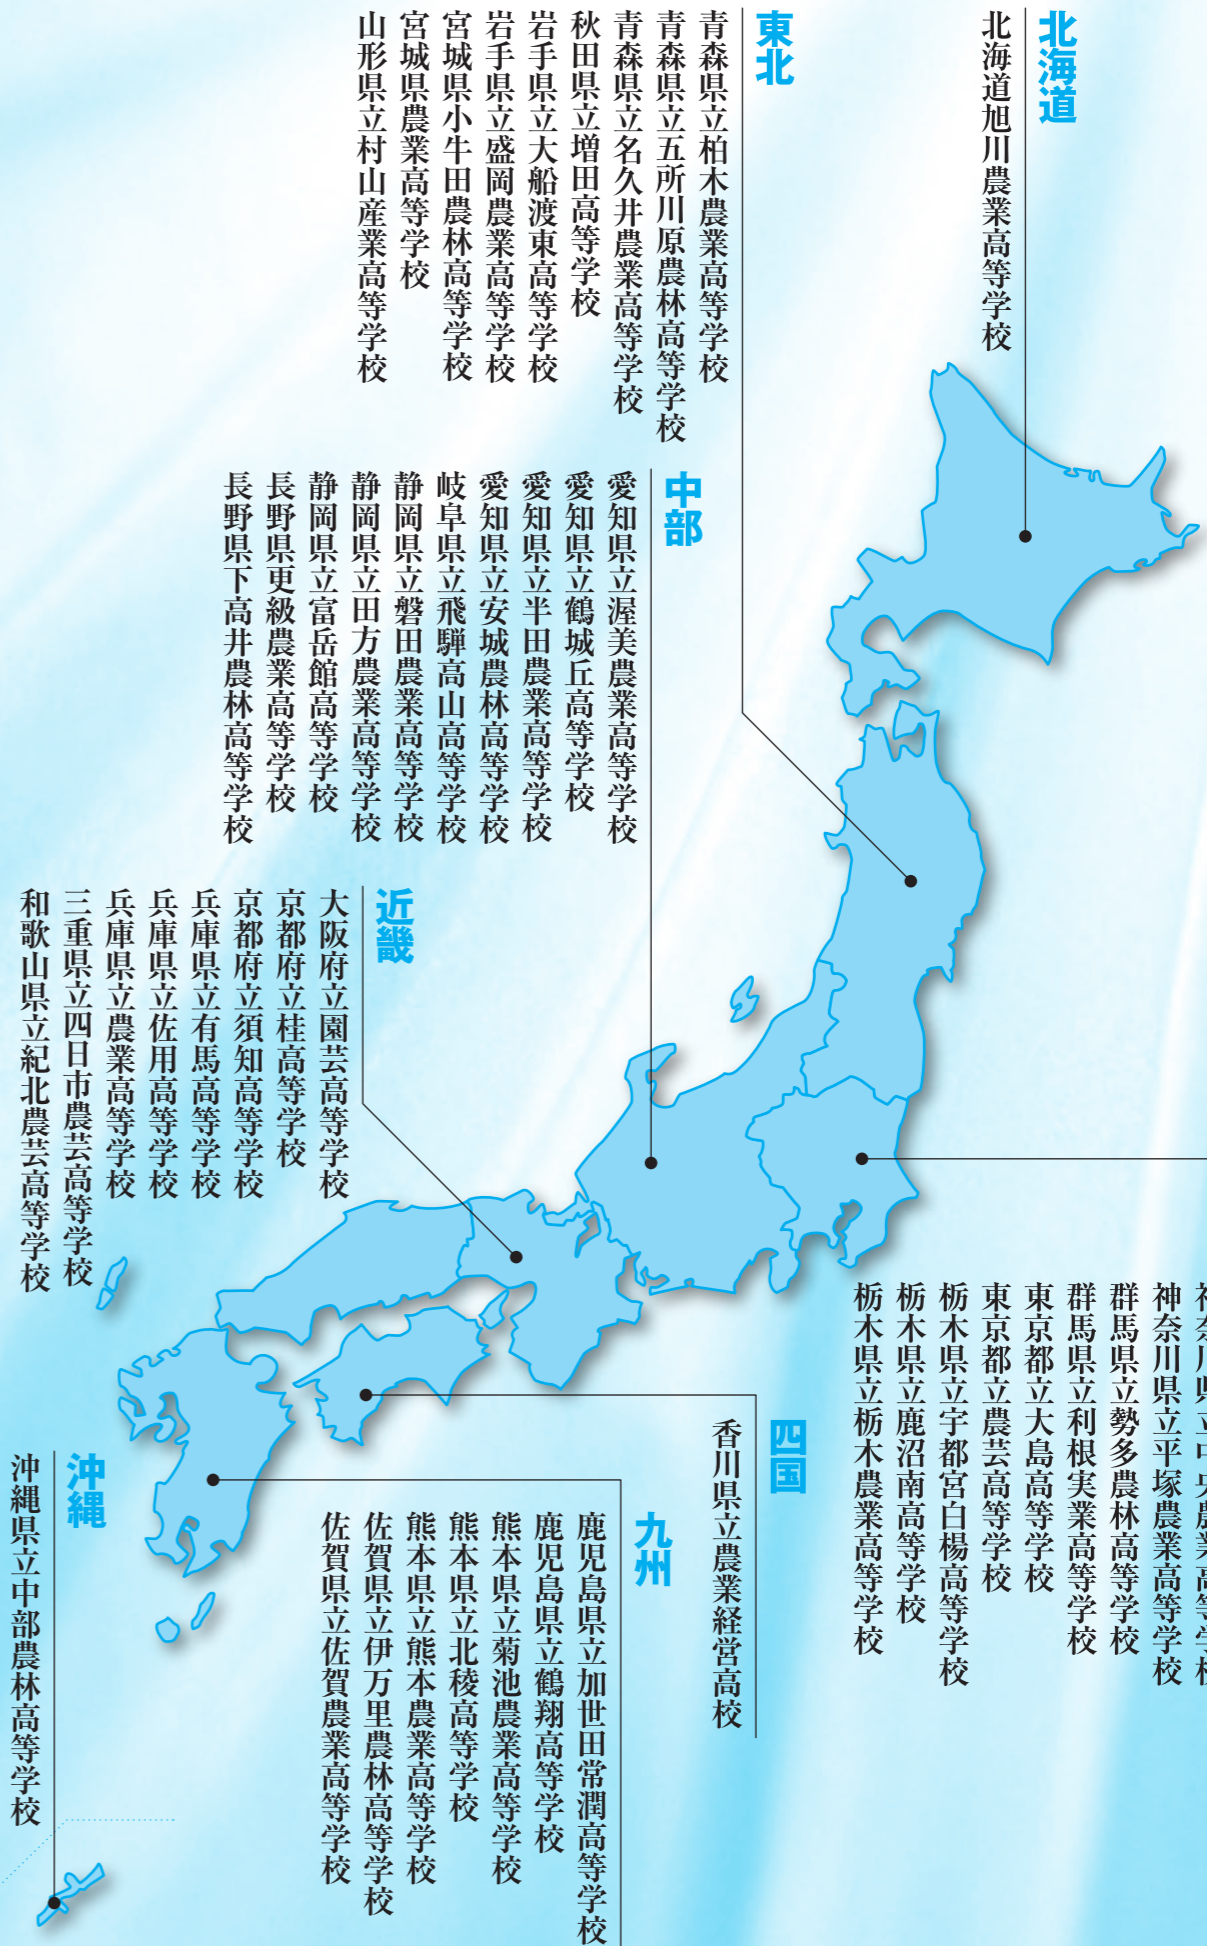 北海道
北海道旭川農業高等学校
東北
青森県立柏木農業高等学校
青森県立五所川原農林高等学校
青森県立名久井農業高等学校
秋田県立増田高等学校
岩手県立大船渡東高等学校
岩手県立盛岡農業高等学校
宮城県小牛田農林高等学校
宮城県農業高等学校
山形県立村山産業高等学校
中部
愛知県立渥美農業高等学校
愛知県立鶴城丘高等学校
愛知県立半田農業高等学校
愛知県立安城農林高等学校
岐阜県立飛騨高山高等学校
静岡県立磐田農業高等学校
静岡県立田方農業高等学校
静岡県立富岳館高等学校
長野県更級農業高等学校
長野県下高井農林高等学校
近畿
大阪府立園芸高等学校
京都府立桂高等学校
京都府立須知高等学校
兵庫県立有馬高等学校
兵庫県立佐用高等学校
兵庫県立農業高等学校
三重県立四日市農芸高等学校
和歌山県立紀北農芸高等学校
神奈川県立中央農業高等学校
神奈川県立平塚農業高等学校
群馬県立勢多農林高等学校
群馬県立利根実業高等学校
東京都立大島高等学校
東京都立農芸高等学校
栃木県立宇都宮白楊高等学校
栃木県立鹿沼南高等学校
栃木県立栃木農業高等学校
四国
香川県立農業経営高校
九州
鹿児島県立加世田常潤高等学校
鹿児島県立鶴翔高等学校
熊本県立菊池農業高等学校
熊本県立北稜高等学校
熊本県立熊本農業高等学校
佐賀県立伊万里農林高等学校
佐賀県立佐賀農業高等学校
沖縄
沖縄県立中部農林高等学校